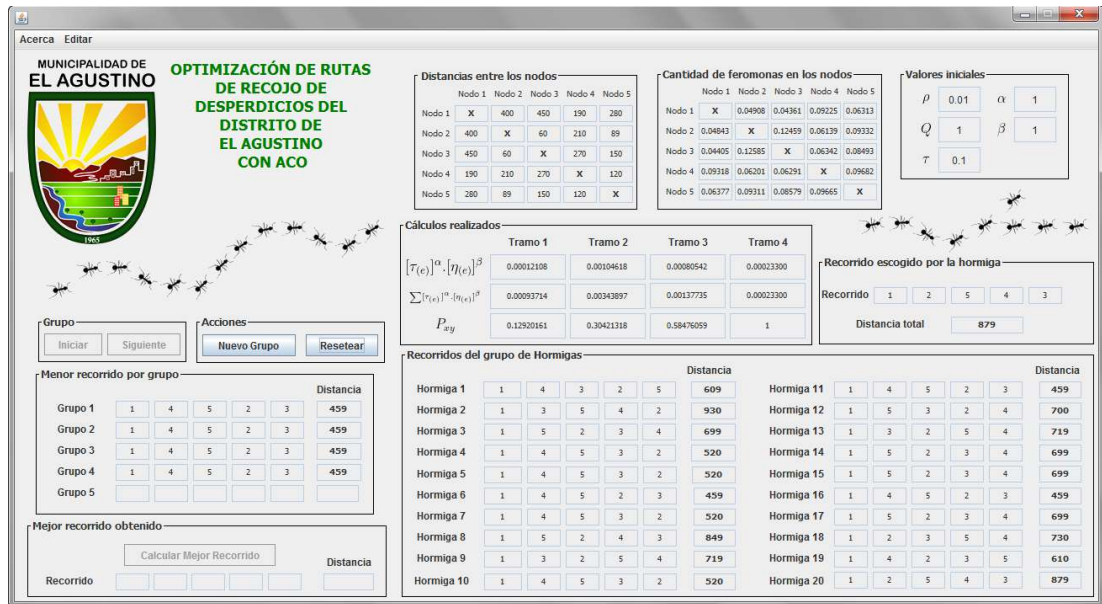 Acerca Editar
MUNICIPALIDAD DE
EL AGUSTINO
1965
OPTIMIZACIÓN DE RUTAS
DE RECOJO DE
DESPERDICIOS DEL
DISTRITO DE
EL AGUSTINO
CON ACO
Distancias entre los nodos
Nodo 1 Nodo 2 Nodo 3 Nodo 4 Nodo 5
Nodo 1 X 400 450 190 280
Nodo 2 400 X 60 210 89
Nodo 3 450 60 X 270 150
Nodo 4 190 210 270 X 120
Nodo 5 280 89 150 120 X
Cantidad de feromonas en los nodos
Nodo 1 Nodo 2 Nodo 3 Nodo 4 Nodo 5
Nodo 1 X 0.04908 0.04361 0.09225 0.06313
Nodo 2 0.04843 X 0.12459 0.06139 0.09332
Nodo 3 0.04405 0.12585 X 0.06342 0.08493
Nodo 4 0.09318 0.06201 0.06291 X 0.09682
Nodo 5 0.06377 0.09311 0.08579 0.09665 X
Valores iniciales
ρ 0.01 α 1
Q 1 β 1
τ 0.1
Cálculos realizados
Tramo 1 Tramo 2 Tramo 3 Tramo 4
[τ(e)]^α.[η(e)]^β 0.00012108 0.00104618 0.00080542 0.00023300
∑[τ(e)]^α.[η(e)]^β 0.00093714 0.00343897 0.00137735 0.00023300
Pxy 0.12920161 0.30421318 0.58476059 1
Recorrido escogido por la hormiga
Recorrido 1 2 5 4 3
Distancia total 879
Grupo
Iniciar Siguiente
Acciones
Nuevo Grupo Resetear
Menor recorrido por grupo
Distancia
Grupo 1 1 4 5 2 3 459
Grupo 2 1 4 5 2 3 459
Grupo 3 1 4 5 2 3 459
Grupo 4 1 4 5 2 3 459
Grupo 5
Mejor recorrido obtenido
Calcular Mejor Recorrido
Distancia
Recorrido
Recorridos del grupo de Hormigas
Distancia Distancia
Hormiga 1 1 4 3 2 5 609 Hormiga 11 1 4 5 2 3 459
Hormiga 2 1 3 5 4 2 930 Hormiga 12 1 5 3 2 4 700
Hormiga 3 1 5 2 3 4 699 Hormiga 13 1 3 2 5 4 719
Hormiga 4 1 4 5 3 2 520 Hormiga 14 1 5 2 3 4 699
Hormiga 5 1 4 5 3 2 520 Hormiga 15 1 5 2 3 4 699
Hormiga 6 1 4 5 2 3 459 Hormiga 16 1 4 5 2 3 459
Hormiga 7 1 4 5 3 2 520 Hormiga 17 1 5 2 3 4 699
Hormiga 8 1 5 2 4 3 849 Hormiga 18 1 2 3 5 4 730
Hormiga 9 1 3 2 5 4 719 Hormiga 19 1 4 2 3 5 610
Hormiga 10 1 4 5 3 2 520 Hormiga 20 1 2 5 4 3 879